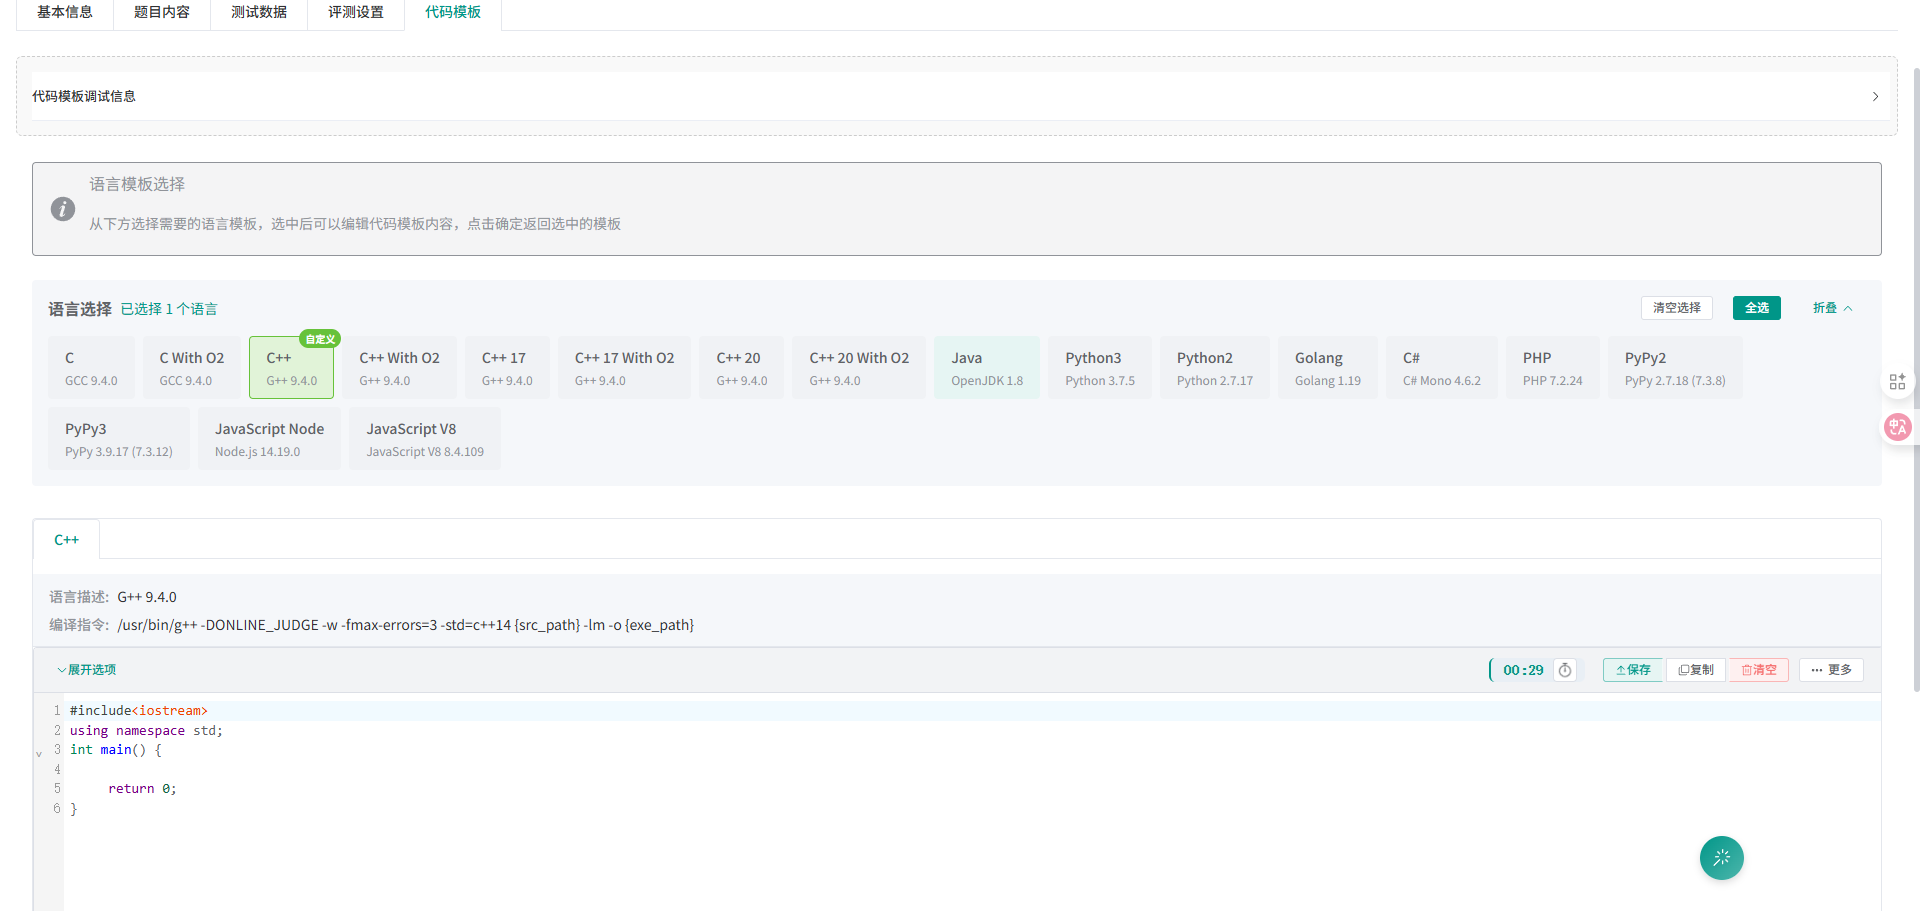 基本信息
题目内容
测试数据
评测设置
代码模板
代码模板调试信息
语言模板选择
从下方选择需要的语言模板，选中后可以编辑代码模板内容，点击确定返回选中的模板
语言选择 已选择 1 个语言
清空选择
全选
折叠
自定义
C
GCC 9.4.0
C With O2
GCC 9.4.0
C++
G++ 9.4.0
C++ With O2
G++ 9.4.0
C++ 17
G++ 9.4.0
C++ 17 With O2
G++ 9.4.0
C++ 20
G++ 9.4.0
C++ 20 With O2
G++ 9.4.0
Java
OpenJDK 1.8
Python3
Python 3.7.5
Python2
Python 2.7.17
Golang
Golang 1.19
C#
C# Mono 4.6.2
PHP
PHP 7.2.24
PyPy2
PyPy 2.7.18 (7.3.8)
PyPy3
PyPy 3.9.17 (7.3.12)
JavaScript Node
Node.js 14.19.0
JavaScript V8
JavaScript V8 8.4.109
C++
语言描述: G++ 9.4.0
编译指令: /usr/bin/g++ -DONLINE_JUDGE -w -fmax-errors=3 -std=c++14 {src_path} -lm -o {exe_path}
展开选项
00:29
保存
复制
清空
更多
1 #include<iostream>
2 using namespace std;
3 int main() {
4
5 return 0;
6 }
中A